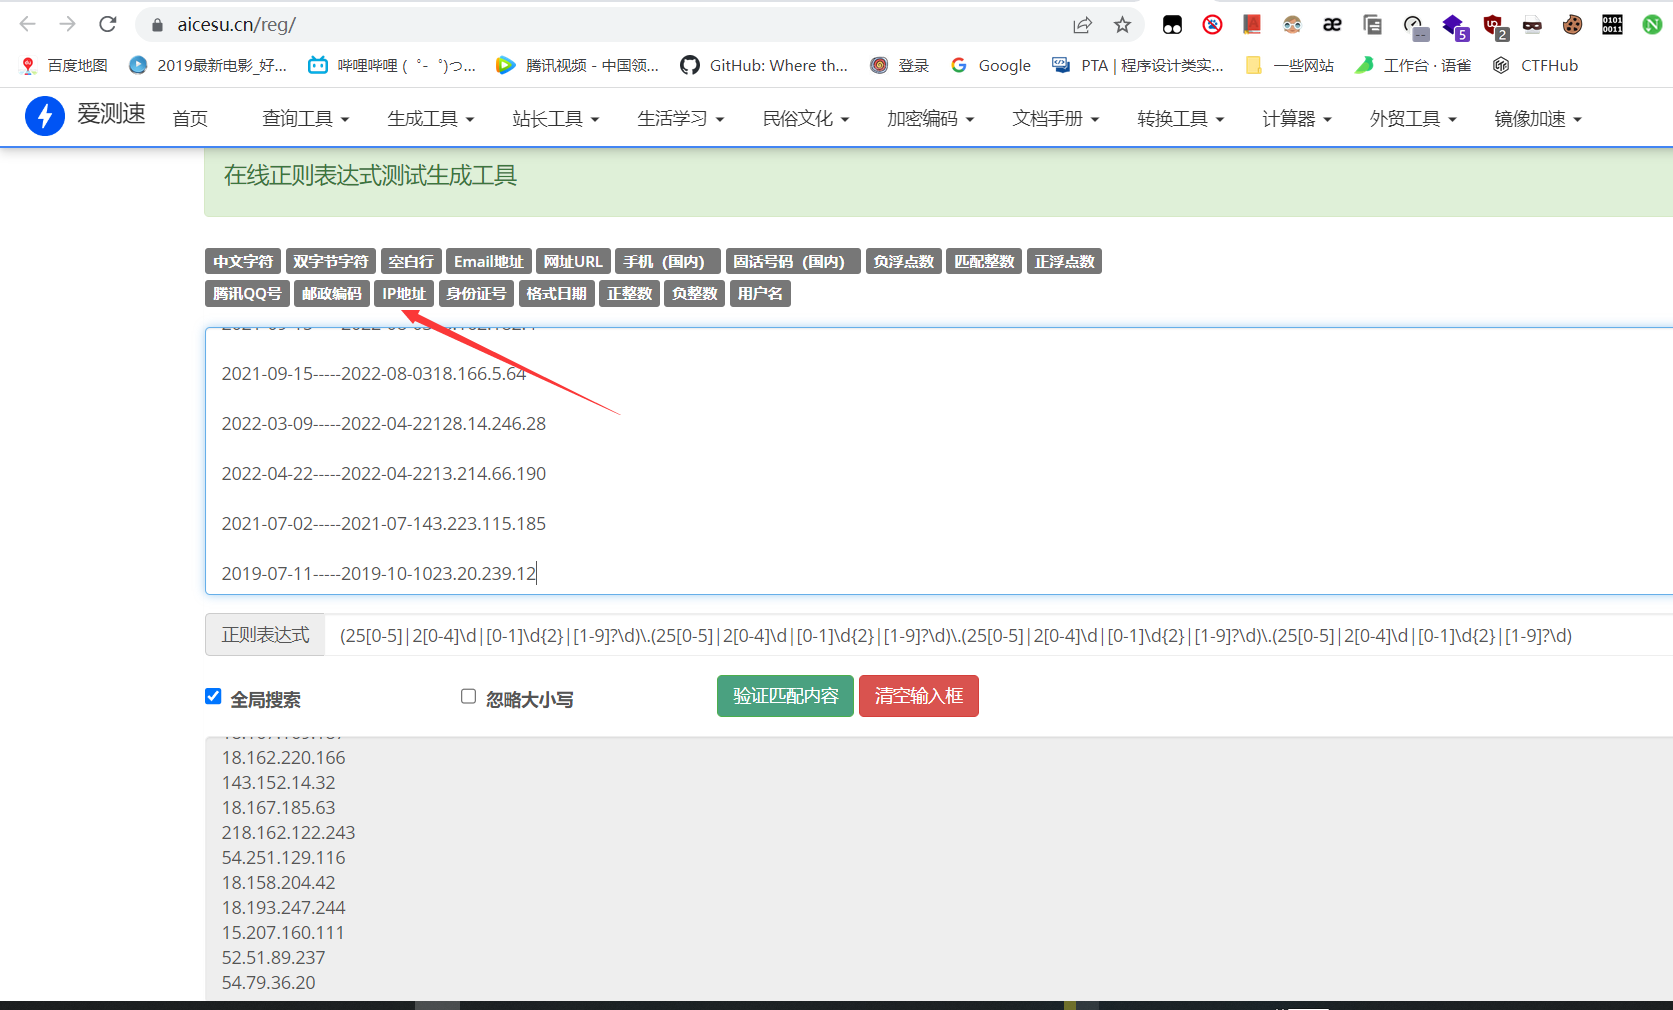 aicesu.cn/reg/
5
2
百度地图
2019最新电影_好...
哔哩哔哩 ( ゜- ゜)つ...
腾讯视频 - 中国领...
GitHub: Where th...
登录
Google
PTA | 程序设计类实...
一些网站
工作台 · 语雀
CTFHub
爱测速
首页
查询工具
生成工具
站长工具
生活学习
民俗文化
加密编码
文档手册
转换工具
计算器
外贸工具
镜像加速
在线正则表达式测试生成工具
中文字符 双字节字符 空白行 Email地址 网址URL 手机（国内） 固话号码（国内） 负浮点数 匹配整数 正浮点数
腾讯QQ号 邮政编码 IP地址 身份证号 格式日期 正整数 负整数 用户名
2021-09-15-----2022-08-0318.166.5.64
2022-03-09-----2022-04-22128.14.246.28
2022-04-22-----2022-04-2213.214.66.190
2021-07-02-----2021-07-143.223.115.185
2019-07-11-----2019-10-1023.20.239.12
正则表达式
(25[0-5]|2[0-4]\d|[0-1]\d{2}|[1-9]?\d)\.(25[0-5]|2[0-4]\d|[0-1]\d{2}|[1-9]?\d)\.(25[0-5]|2[0-4]\d|[0-1]\d{2}|[1-9]?\d)\.(25[0-5]|2[0-4]\d|[0-1]\d{2}|[1-9]?\d)
全局搜索
忽略大小写
验证匹配内容
清空输入框
18.162.220.166
143.152.14.32
18.167.185.63
218.162.122.243
54.251.129.116
18.158.204.42
18.193.247.244
15.207.160.111
52.51.89.237
54.79.36.20